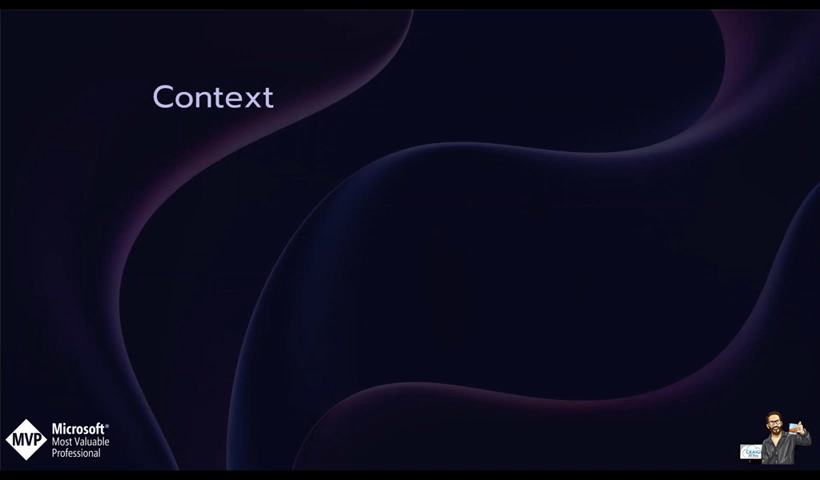 Context
MVP
Microsoft®
Most Valuable
Professional